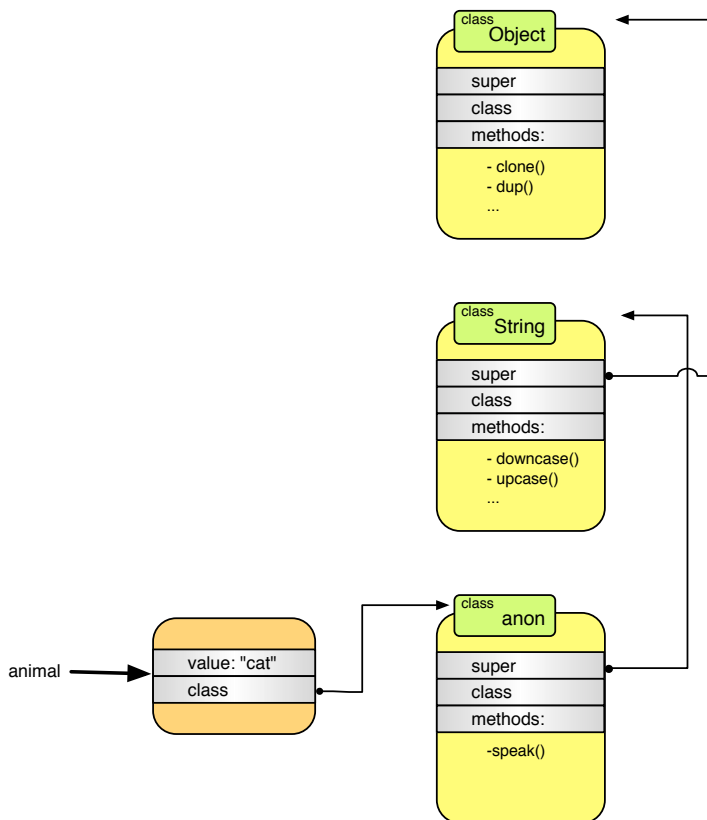 class
Object
super
class
methods:
- clone()
- dup()
...
class
String
super
class
methods:
- downcase()
- upcase()
...
animal
value: "cat"
class
class
anon
super
class
methods:
-speak()